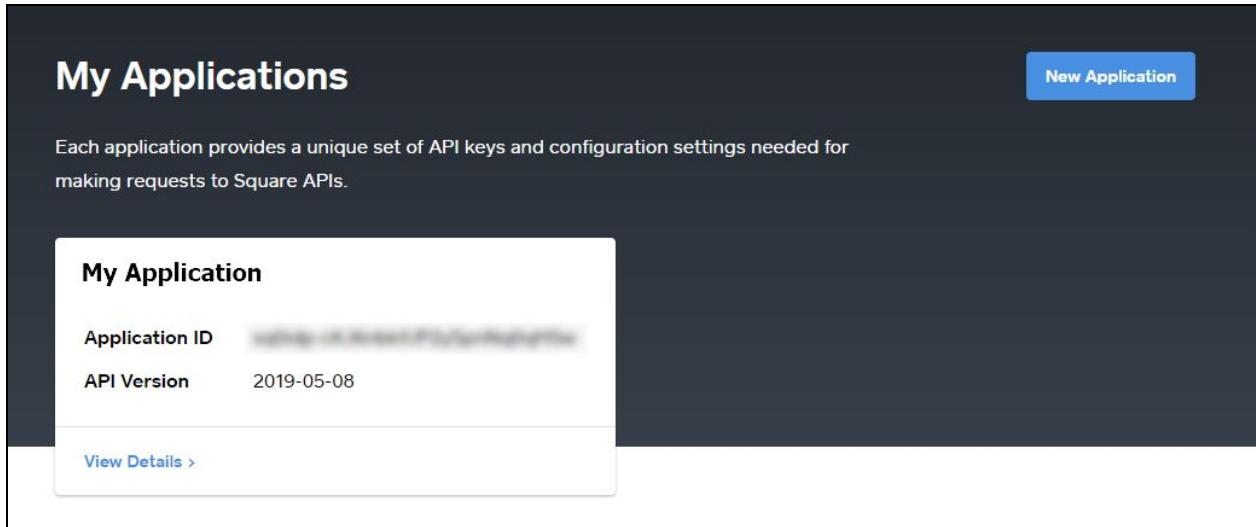 My Applications
New Application
Each application provides a unique set of API keys and configuration settings needed for
making requests to Square APIs.
My Application
Application ID
API Version 2019-05-08
View Details >